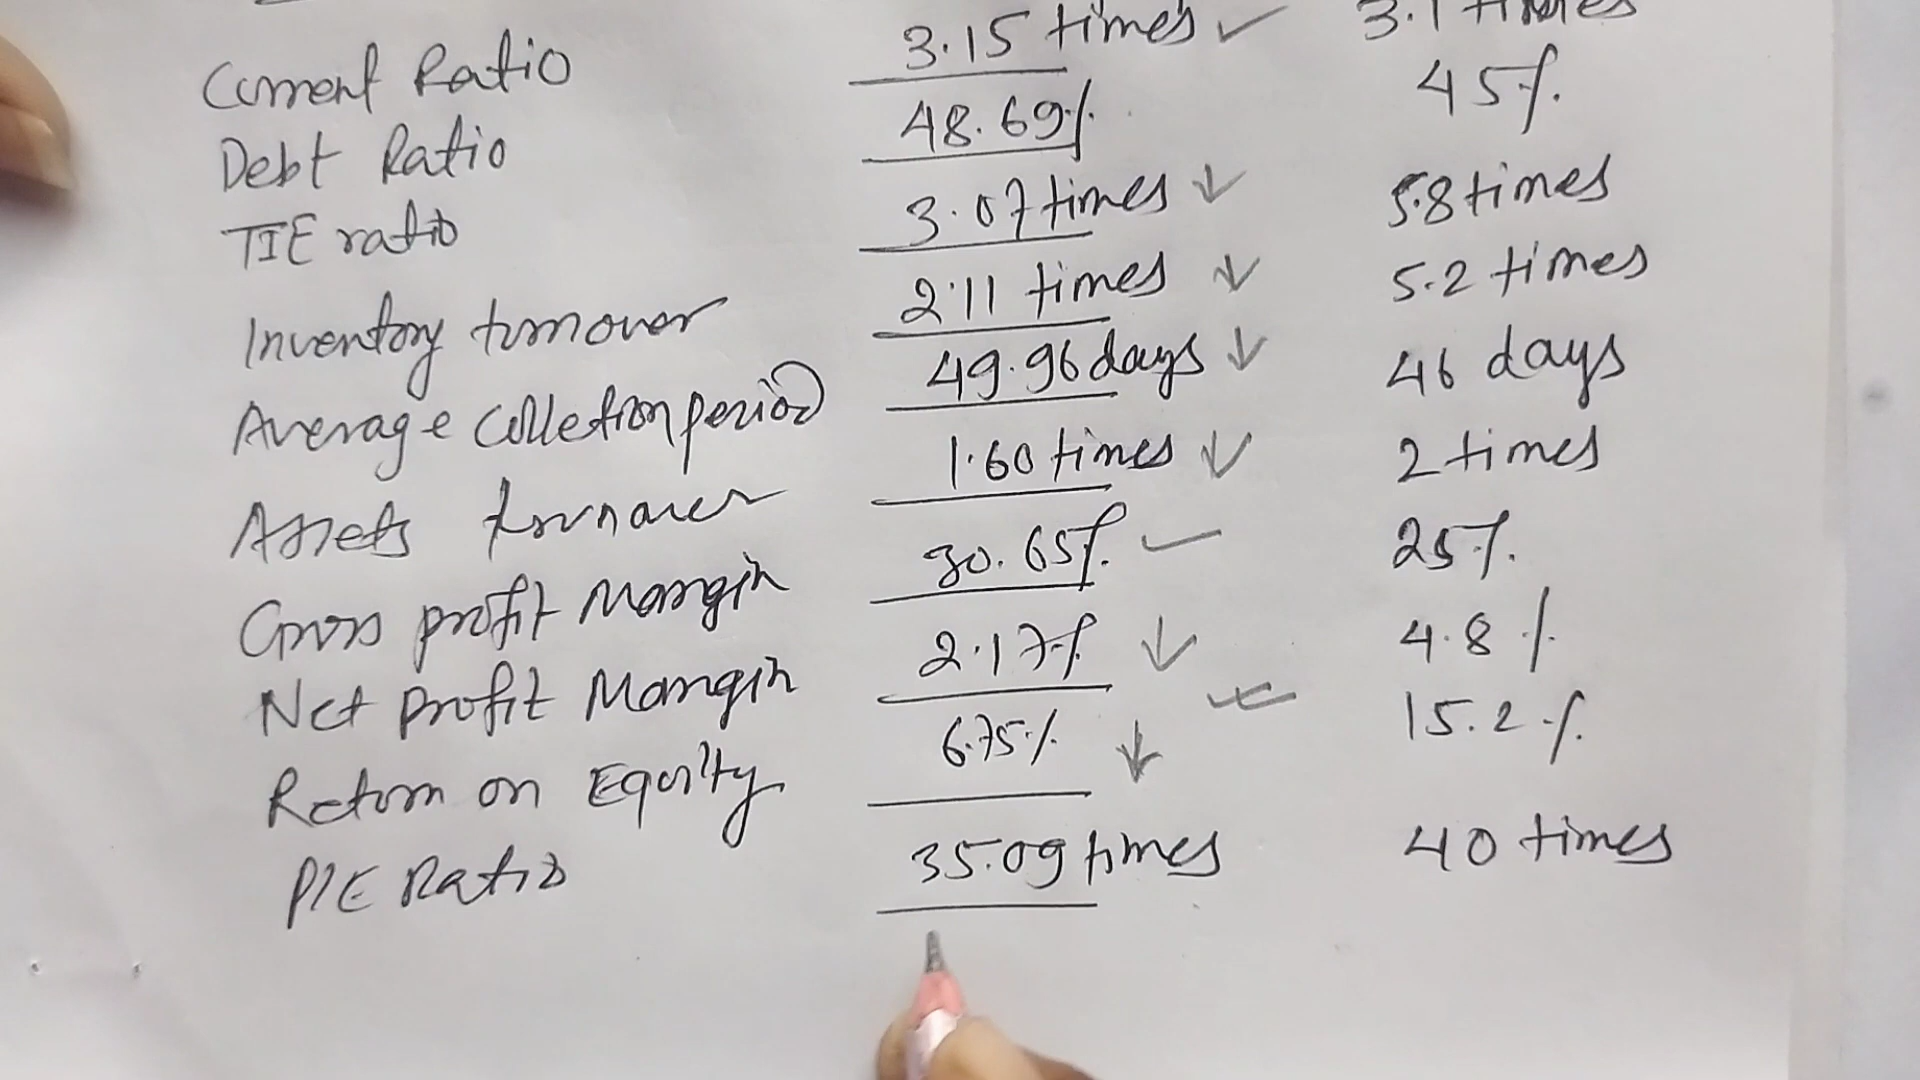 Current Ratio 3.15 times ✓ 3.1 times
Debt Ratio 48.69% 45%
TIE ratio 3.07 times ↓ 5.8 times
Inventory turnover 2.11 times ↓ 5.2 times
Average Colletion period 49.96 days ↓ 46 days
Assets turnover 1.60 times ↓ 2 times
Gross profit Margin 30.65% 25%
Net profit Margin 2.17% ↓ 4.8%
Return on Equity 6.75% ↓ 15.2%
P/E Ratio 35.09 times 40 times